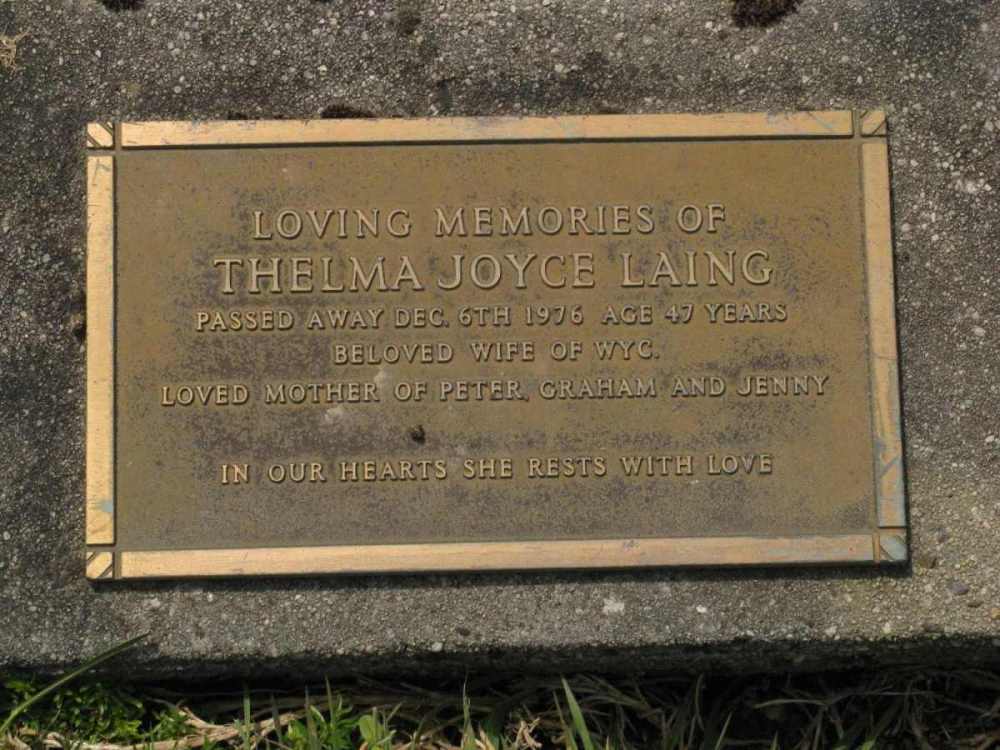 LOVING MEMORIES OF
THELMA JOYCE LAING
PASSED AWAY DEC. 6TH 1976 AGE 47 YEARS
BELOVED WIFE OF WYC.
LOVED MOTHER OF PETER, GRAHAM AND JENNY
IN OUR HEARTS SHE RESTS WITH LOVE